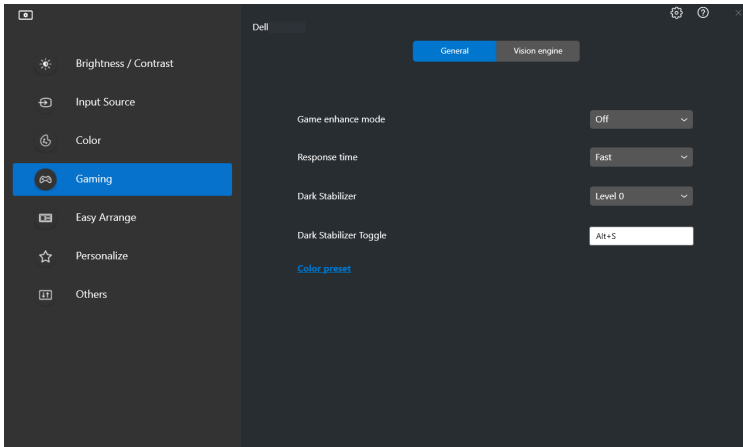 Dell
General
Vision engine
Brightness / Contrast
Input Source
Color
Gaming
Easy Arrange
Personalize
Others
Game enhance mode
Off
Response time
Fast
Dark Stabilizer
Level 0
Dark Stabilizer Toggle
Alt+S
Color preset